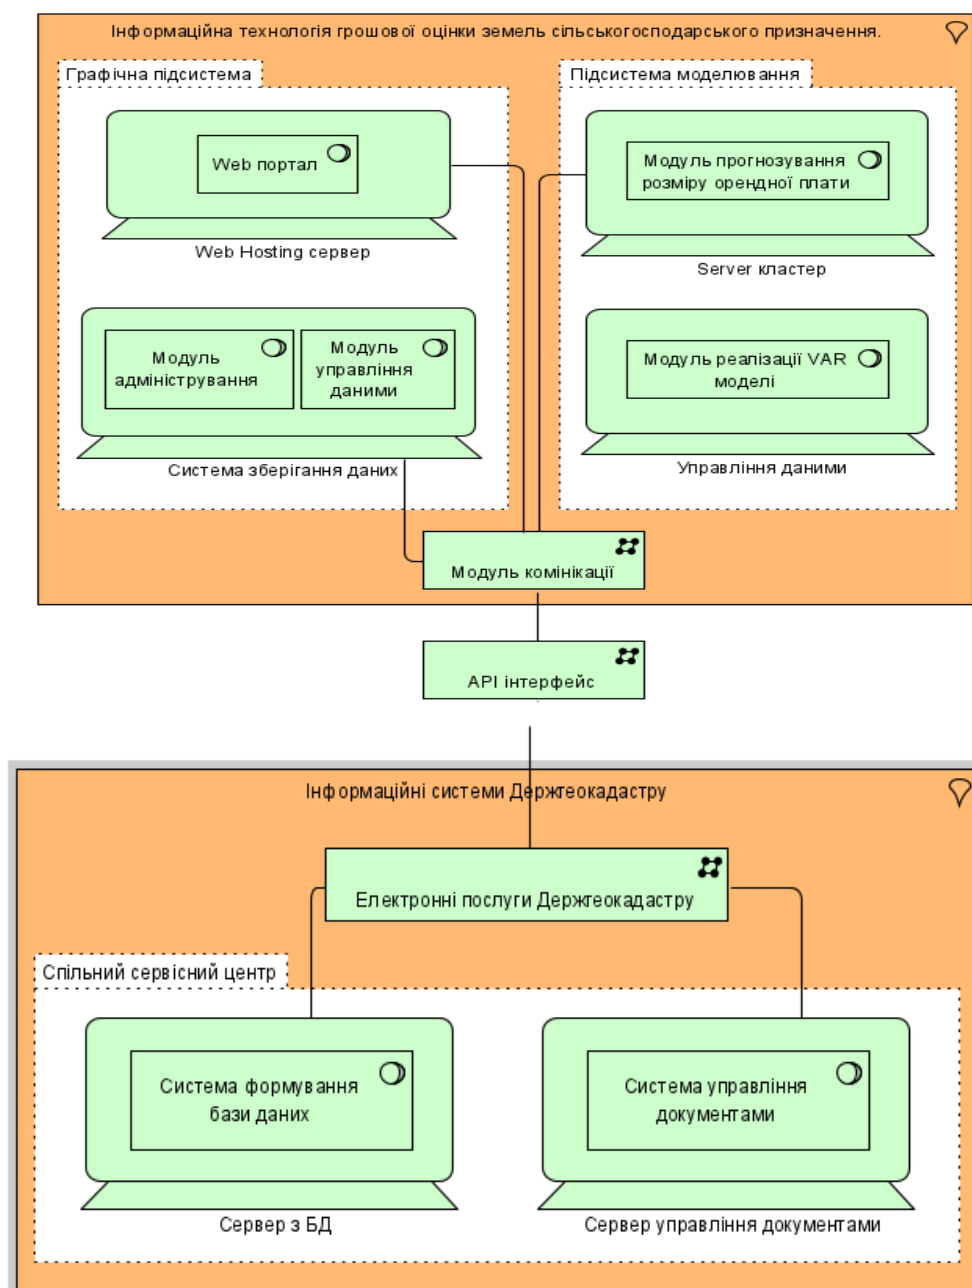 Інформаційна технологія грошової оцінки земель сільськогосподарського призначення.
Графічна підсистема
Підсистема моделювання
Web портал
Web Hosting сервер
Модуль прогнозування
розміру орендної плати
Server кластер
Модуль
адміністрування
Модуль
управління
даними
Система зберігання даних
Модуль реалізації VAR
моделі
Управління даними
Модуль комінікації
API інтерфейс
Інформаційні системи Держгеокадастру
Електронні послуги Держгеокадастру
Спільний сервісний центр
Система формування
бази даних
Сервер з БД
Система управління
документами
Сервер управління документами